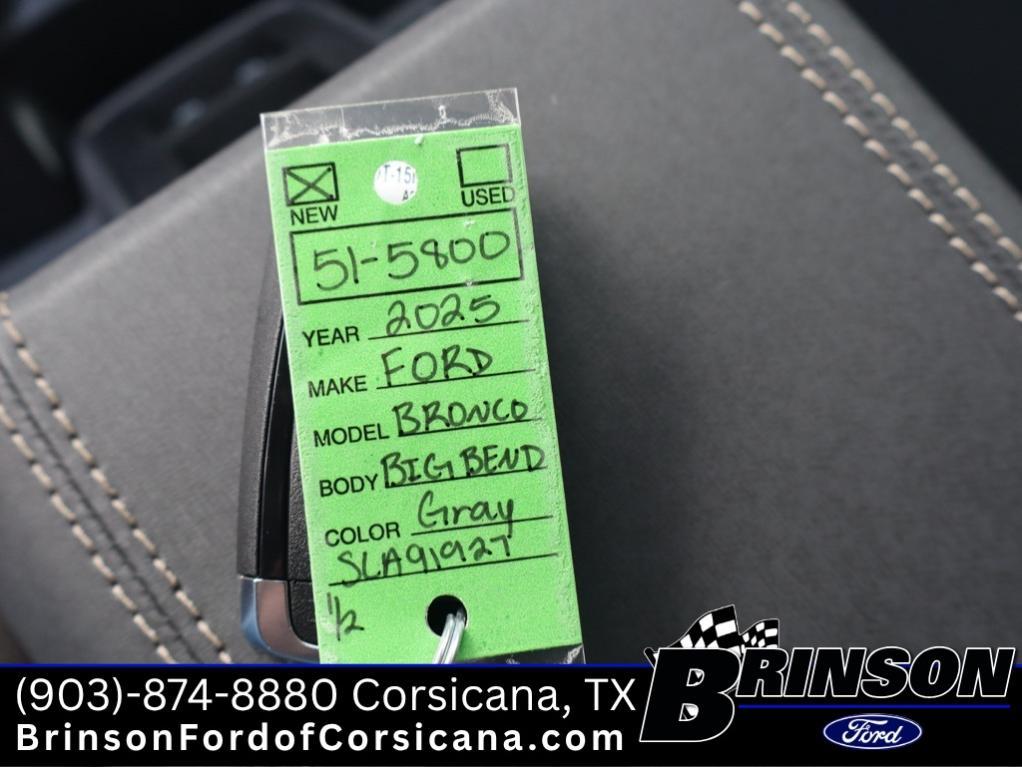 T-15
NEW
USED
51-5800
YEAR 2025
MAKE FORD
MODEL BRONCO
BODY BIG BEND
COLOR Gray
SLA91927
1/2
(903)-874-8880 Corsicana, TX
BrinsonFordofCorsicana.com
BRINSON
Ford